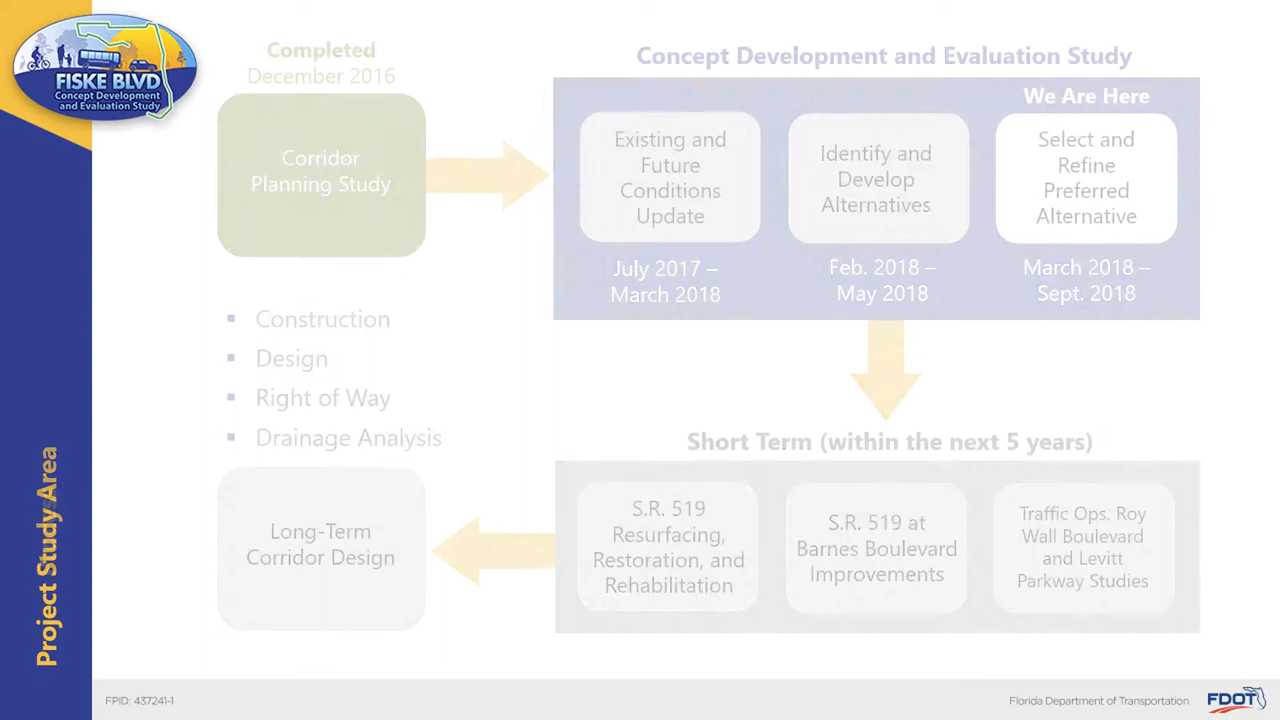 FISKE BLVD
Concept Development
and Evaluation Study
Completed
December 2016
Corridor
Planning Study
Concept Development and Evaluation Study
We Are Here
Existing and
Future
Conditions
Update
July 2017 –
March 2018
Identify and
Develop
Alternatives
Feb. 2018 –
May 2018
Select and
Refine
Preferred
Alternative
March 2018 –
Sept. 2018
▪ Construction
▪ Design
▪ Right of Way
▪ Drainage Analysis
Short Term (within the next 5 years)
S.R. 519
Resurfacing,
Restoration, and
Rehabilitation
S.R. 519 at
Barnes Boulevard
Improvements
Traffic Ops. Roy
Wall Boulevard
and Levitt
Parkway Studies
Long-Term
Corridor Design
Project Study Area
FPID: 437241-1
Florida Department of Transportation
FDOT